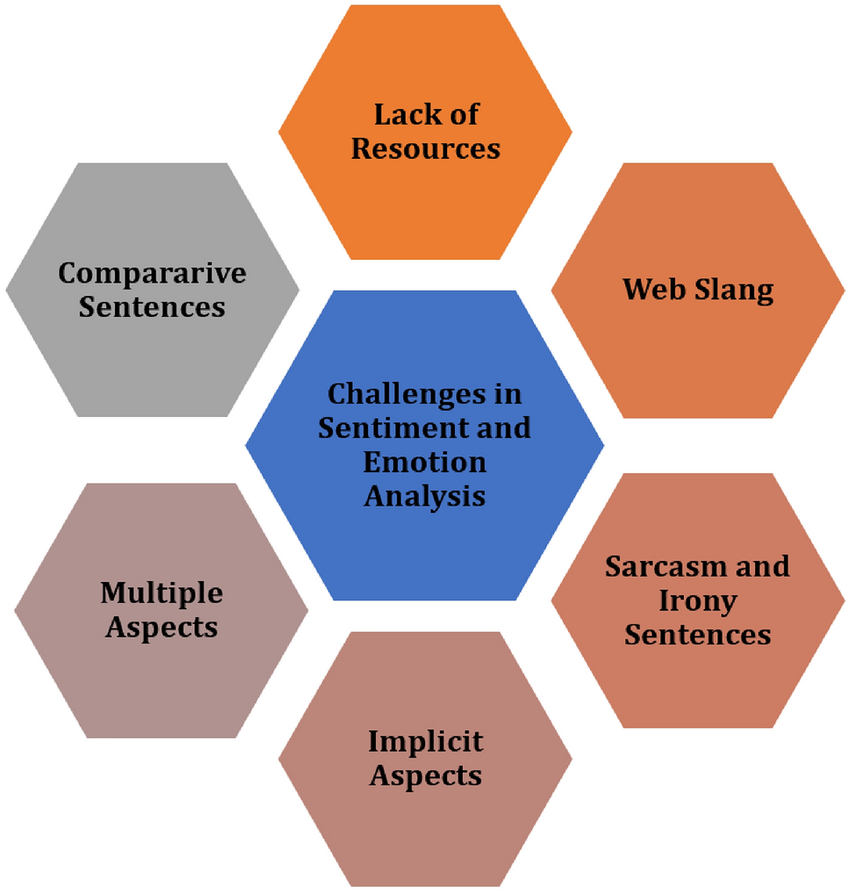 Lack of
Resources
Compararive
Sentences
Web Slang
Challenges in
Sentiment and
Emotion
Analysis
Multiple
Aspects
Sarcasm and
Irony
Sentences
Implicit
Aspects